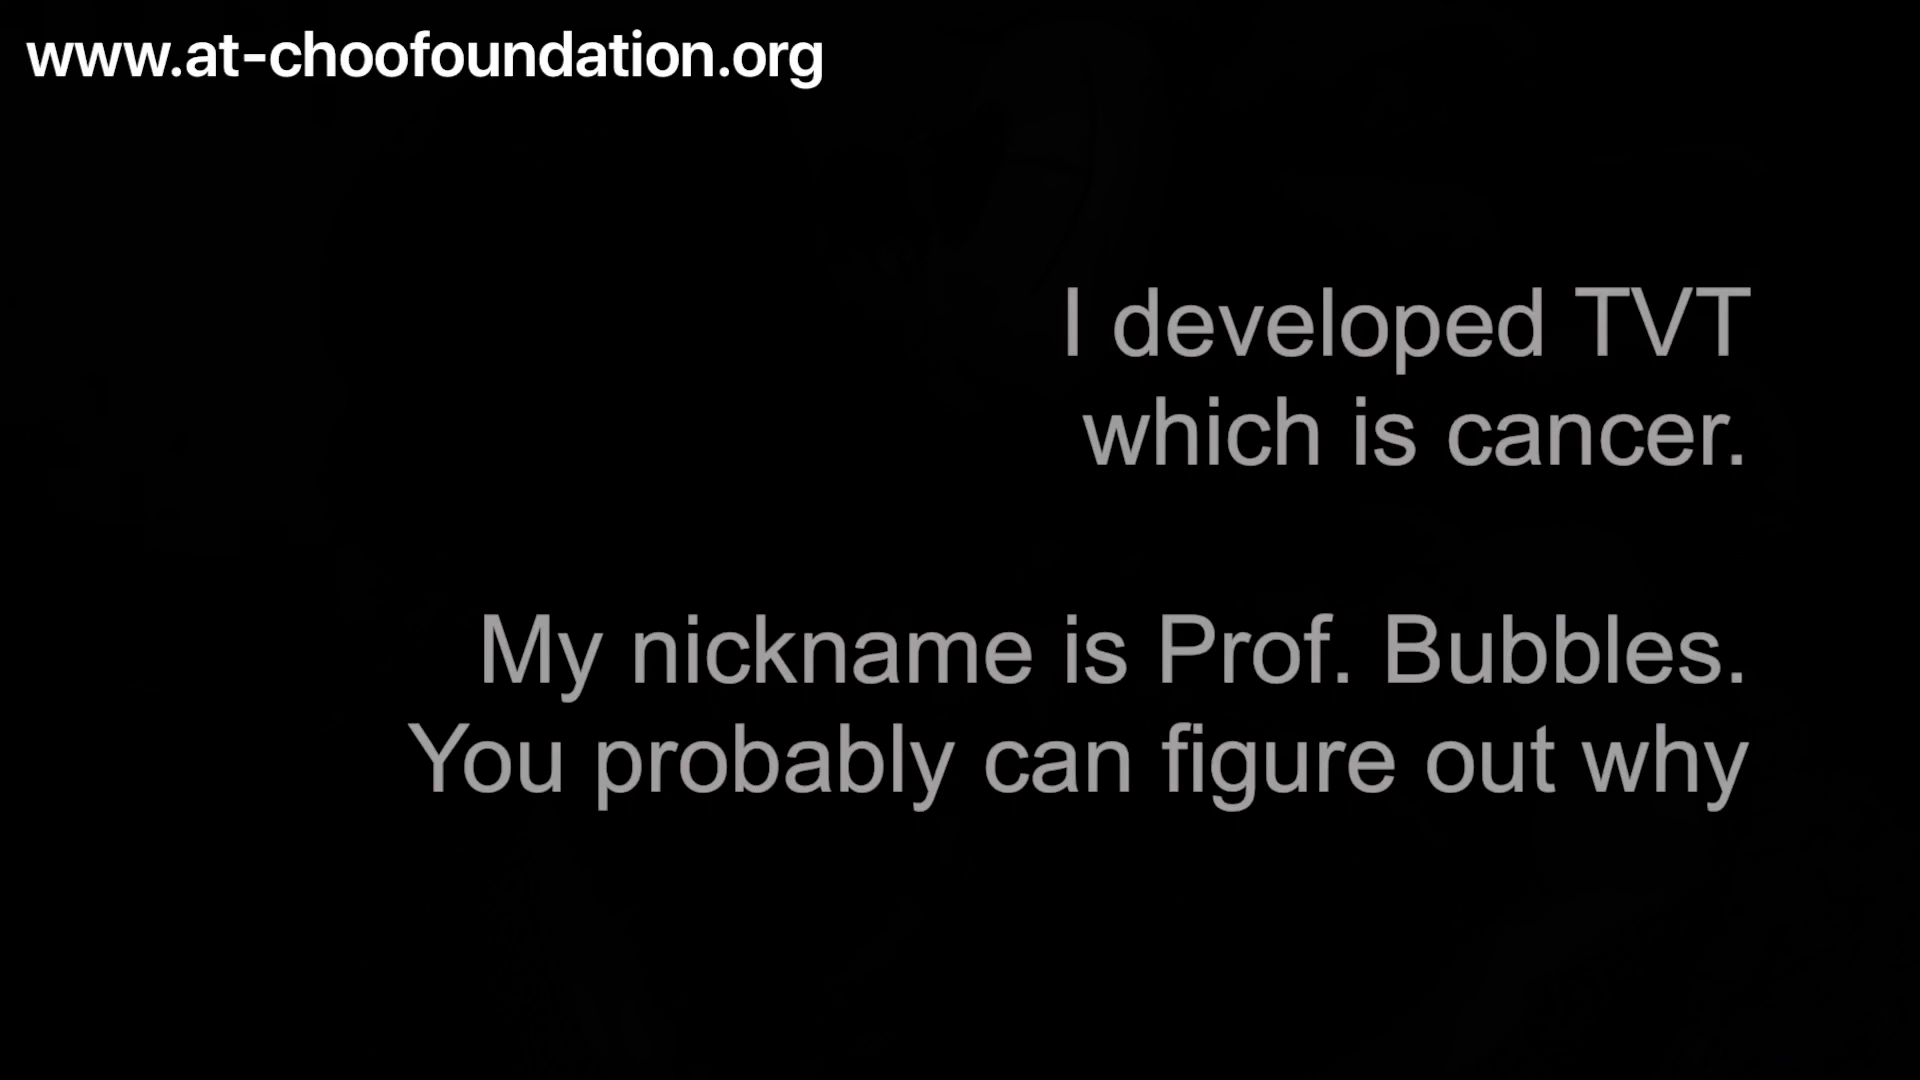 www.at-choofoundation.org
I developed TVT
which is cancer.
My nickname is Prof. Bubbles.
You probably can figure out why